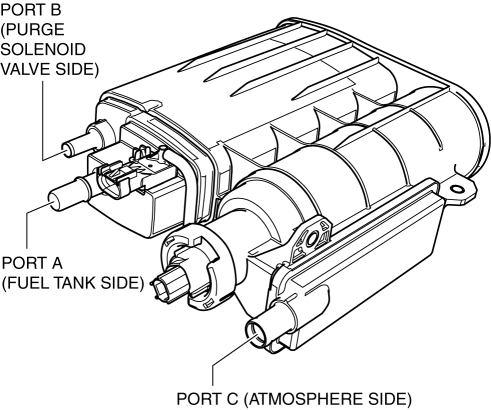 PORT B
(PURGE
SOLENOID
VALVE SIDE)
PORT A
(FUEL TANK SIDE)
PORT C (ATMOSPHERE SIDE)